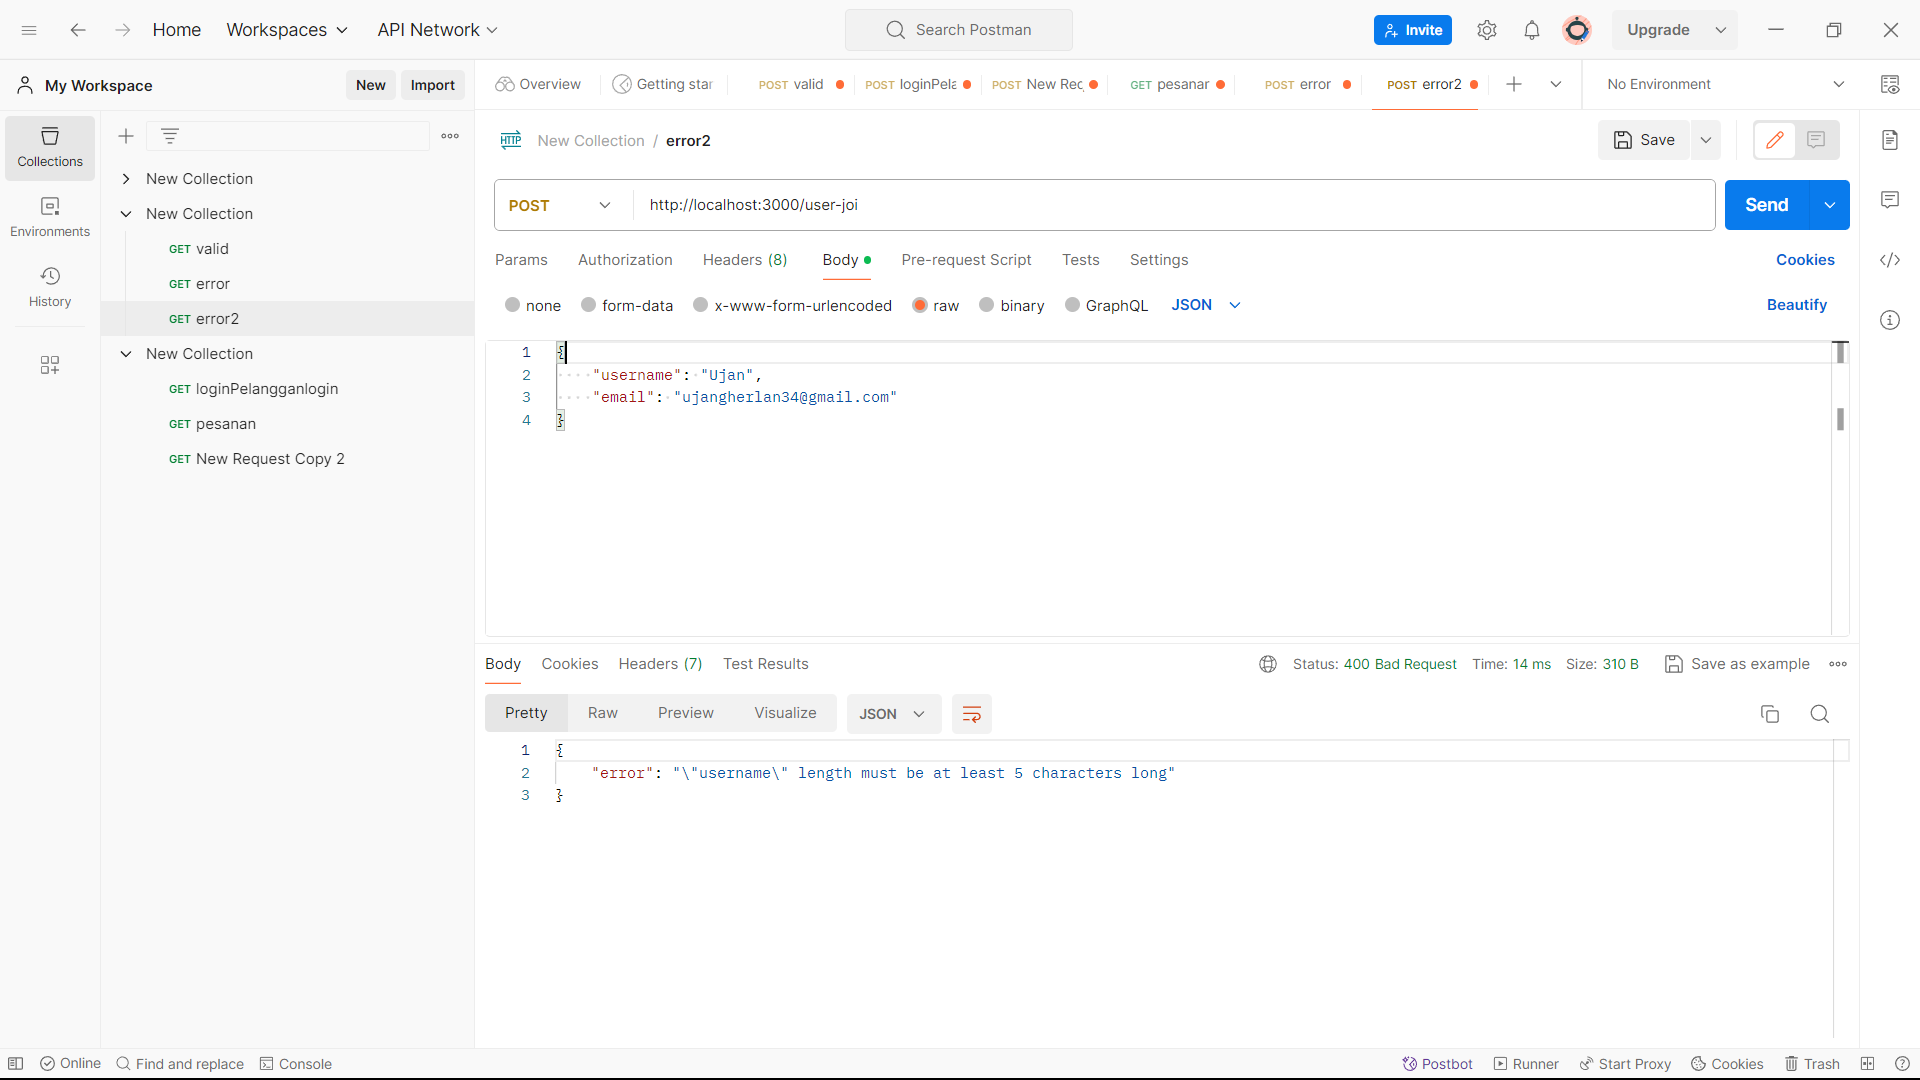 Home Workspaces API Network Search Postman Invite Upgrade
My Workspace New Import Overview Getting star POST valid POST loginPela POST New Rec GET pesanar POST error POST error2 No Environment
Collections
Environments
History
New Collection
New Collection
GET valid
GET error
GET error2
New Collection
GET loginPelangganlogin
GET pesanan
GET New Request Copy 2
HTTP New Collection / error2 Save
POST http://localhost:3000/user-joi Send
Params Authorization Headers (8) Body Pre-request Script Tests Settings Cookies
none form-data x-www-form-urlencoded raw binary GraphQL JSON Beautify
1 {
2 "username": "Ujan",
3 "email": "ujangherlan34@gmail.com"
4 }
Body Cookies Headers (7) Test Results Status: 400 Bad Request Time: 14 ms Size: 310 B Save as example
Pretty Raw Preview Visualize JSON
1 {
2 "error": "\"username\" length must be at least 5 characters long"
3 }
Online Find and replace Console Postbot Runner Start Proxy Cookies Trash